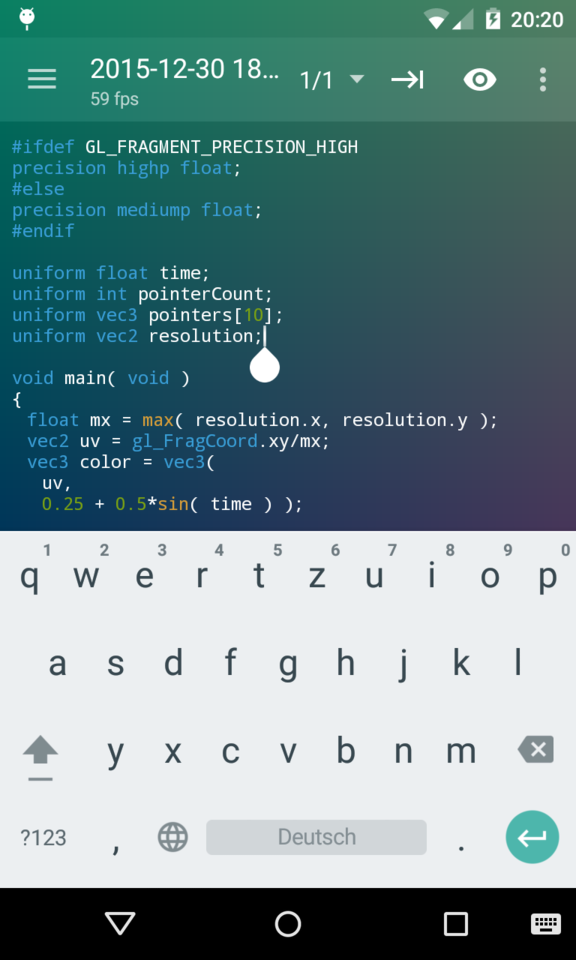 20:20
2015-12-30 18...
1/1
59 fps
#ifdef GL_FRAGMENT_PRECISION_HIGH
precision highp float;
#else
precision mediump float;
#endif
uniform float time;
uniform int pointerCount;
uniform vec3 pointers[10];
uniform vec2 resolution;
void main( void )
{
float mx = max( resolution.x, resolution.y );
vec2 uv = gl_FragCoord.xy/mx;
vec3 color = vec3(
uv,
0.25 + 0.5*sin( time ) );
1 2 3 4 5 6 7 8 9 0
q w e r t z u i o p
a s d f g h j k l
y x c v b n m
?123 , Deutsch .